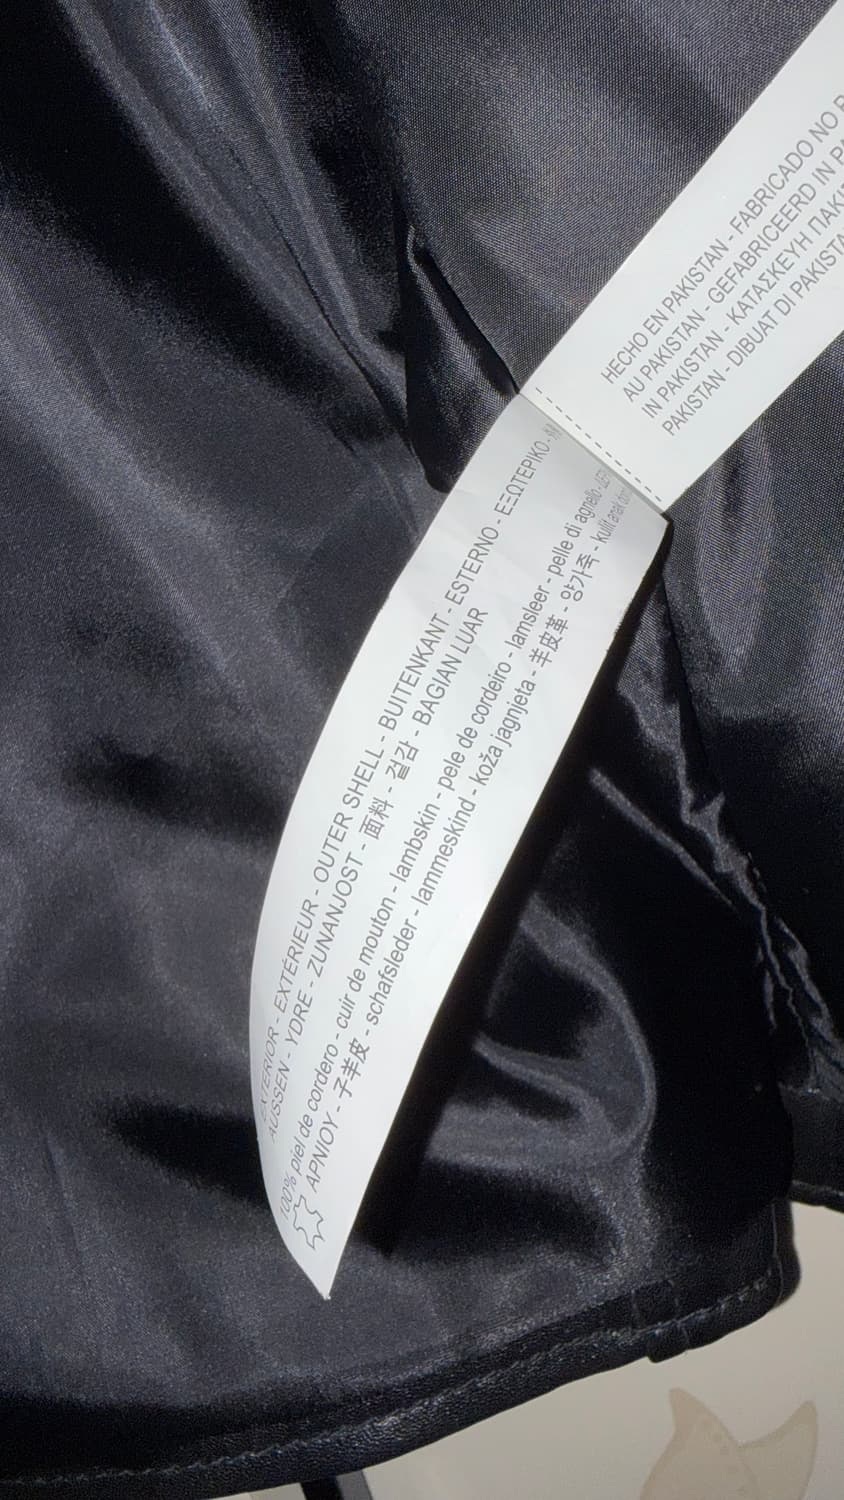 HECHO EN PAKISTAN - FABRICADO NO
AU PAKISTAN - GEFABRICEERD IN
IN PAKISTAN - ΚΑΤΑΣΚΕΥΗ ΠΑΚΙ
PAKISTAN - DIBUAT DI PAKISTA
EXTERIOR - EXTÉRIEUR - OUTER SHELL - BUITENKANT - ESTERNO - ΕΞΩΤΕΡΙΚΟ -
AUSSEN - YDRE - ZUNANJOST - 面料 - 겉감 - BAGIAN LUAR
100% piel de cordero - cuir de mouton - lambskin - pele de cordeiro - lamsleer - pelle di agnello -
ΑΡΝΙΟΥ - 子羊皮 - schafsleder - lammeskind - koža jagnjeta - 羊皮革 - 양가죽 - kulit anak